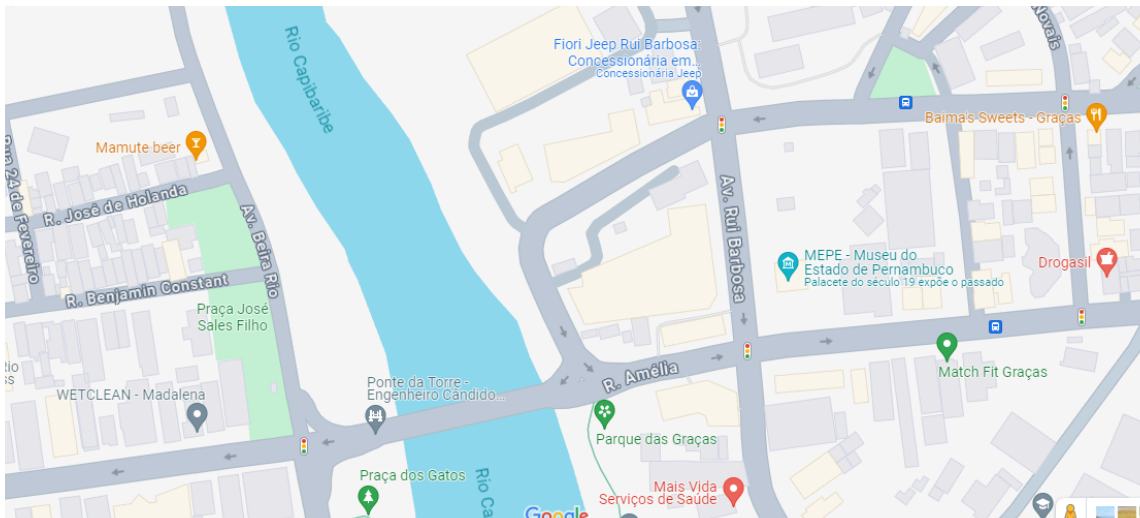 Rio Capibaribe
Fiori Jeep Rui Barbosa:
Concessionária em...
Concessionária Jeep
Novais
Baima's Sweets - Graças
Mamute beer
Rua 24 de Fevereiro
R. José de Holanda
Av. Beira Rio
Av. Rui Barbosa
MEPE - Museu do
Estado de Pernambuco
Palacete do século 19 expõe o passado
Drogasil
R. Benjamin Constant
Praça José
Sales Filho
WETCLEAN - Madalena
Ponte da Torre -
Engenheiro Cândido...
R. Amélia
Match Fit Graças
Parque das Graças
Praça dos Gatos
Mais Vida
Serviços de Saúde
Rio Ca
Google